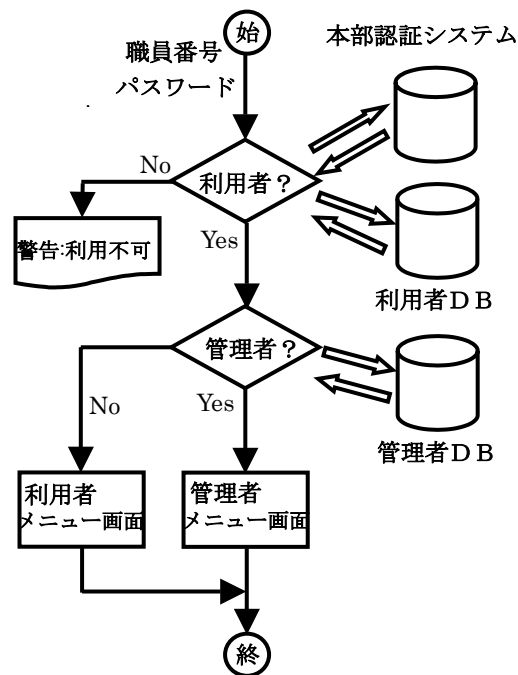 始
本部認証システム
職員番号
パスワード
No
利用者？
警告:利用不可
Yes
利用者ＤＢ
管理者？
No
Yes
管理者ＤＢ
利用者
メニュー画面
管理者
メニュー画面
終